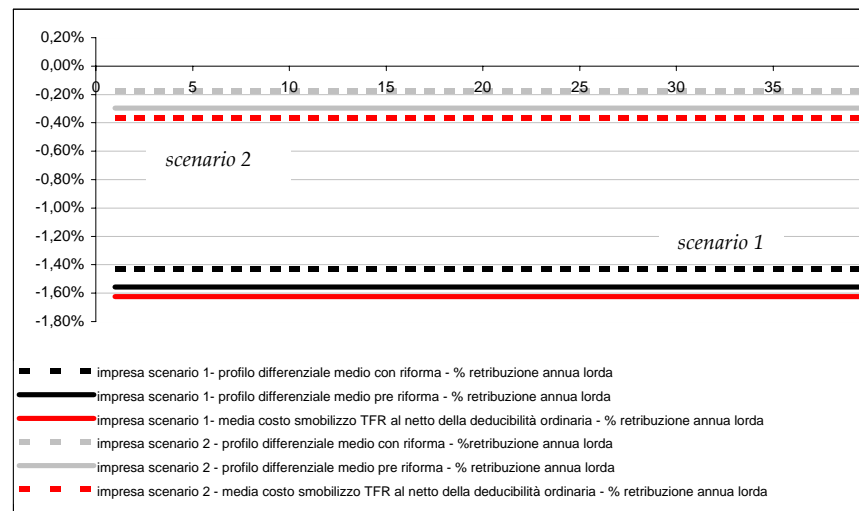 0,20%
0,00%
0 5 10 15 20 25 30 35
-0,20%
-0,40%
-0,60%
scenario 2
-0,80%
-1,00%
-1,20%
scenario 1
-1,40%
-1,60%
-1,80%
impresa scenario 1- profilo differenziale medio con riforma - % retribuzione annua lorda
impresa scenario 1- profilo differenziale medio pre riforma - % retribuzione annua lorda
impresa scenario 1- media costo smobilizzo TFR al netto della deducibilità ordinaria - % retribuzione annua lorda
impresa scenario 2 - profilo differenziale medio con riforma - %retribuzione annua lorda
impresa scenario 2 - profilo differenziale medio pre riforma - % retribuzione annua lorda
impresa scenario 2 - media costo smobilizzo TFR al netto della deducibilità ordinaria - % retribuzione annua lorda